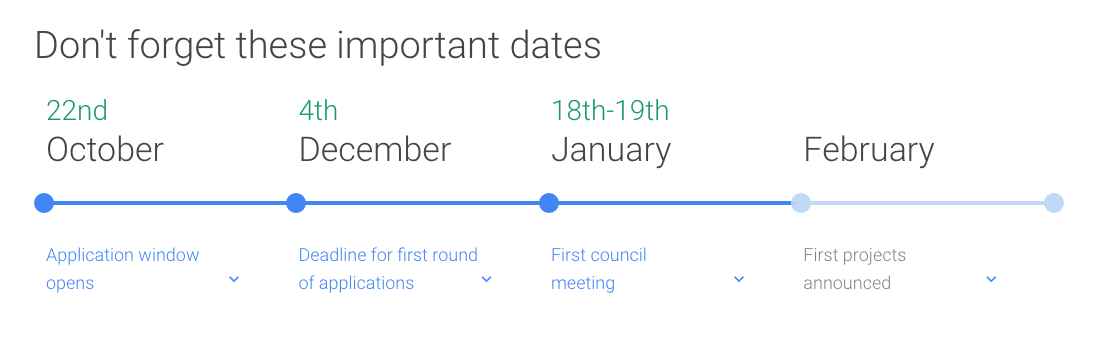 Don't forget these important dates
22nd
October
4th
December
18th-19th
January
February
Application window
opens
Deadline for first round
of applications
First council
meeting
First projects
announced